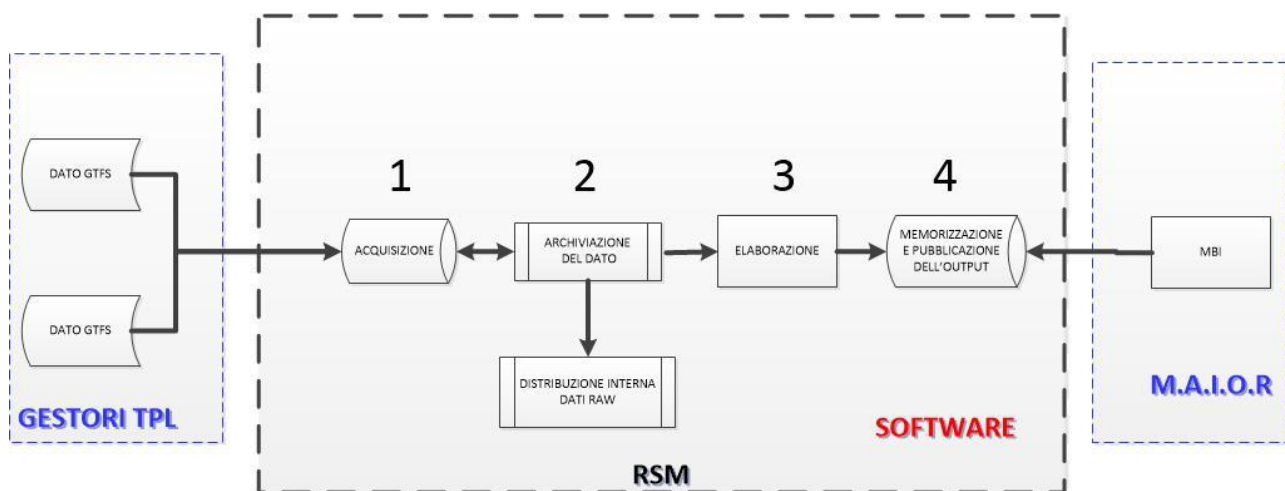 DATO GTFS
DATO GTFS
GESTORI TPL
1
2
3
4
ACQUISIZIONE
ARCHIVIAZIONE
DEL DATO
ELABORAZIONE
MEMORIZZAZIONE
E PUBBLICAZIONE
DELL'OUTPUT
DISTRIBUZIONE INTERNA
DATI RAW
SOFTWARE
RSM
MBI
M.A.I.O.R